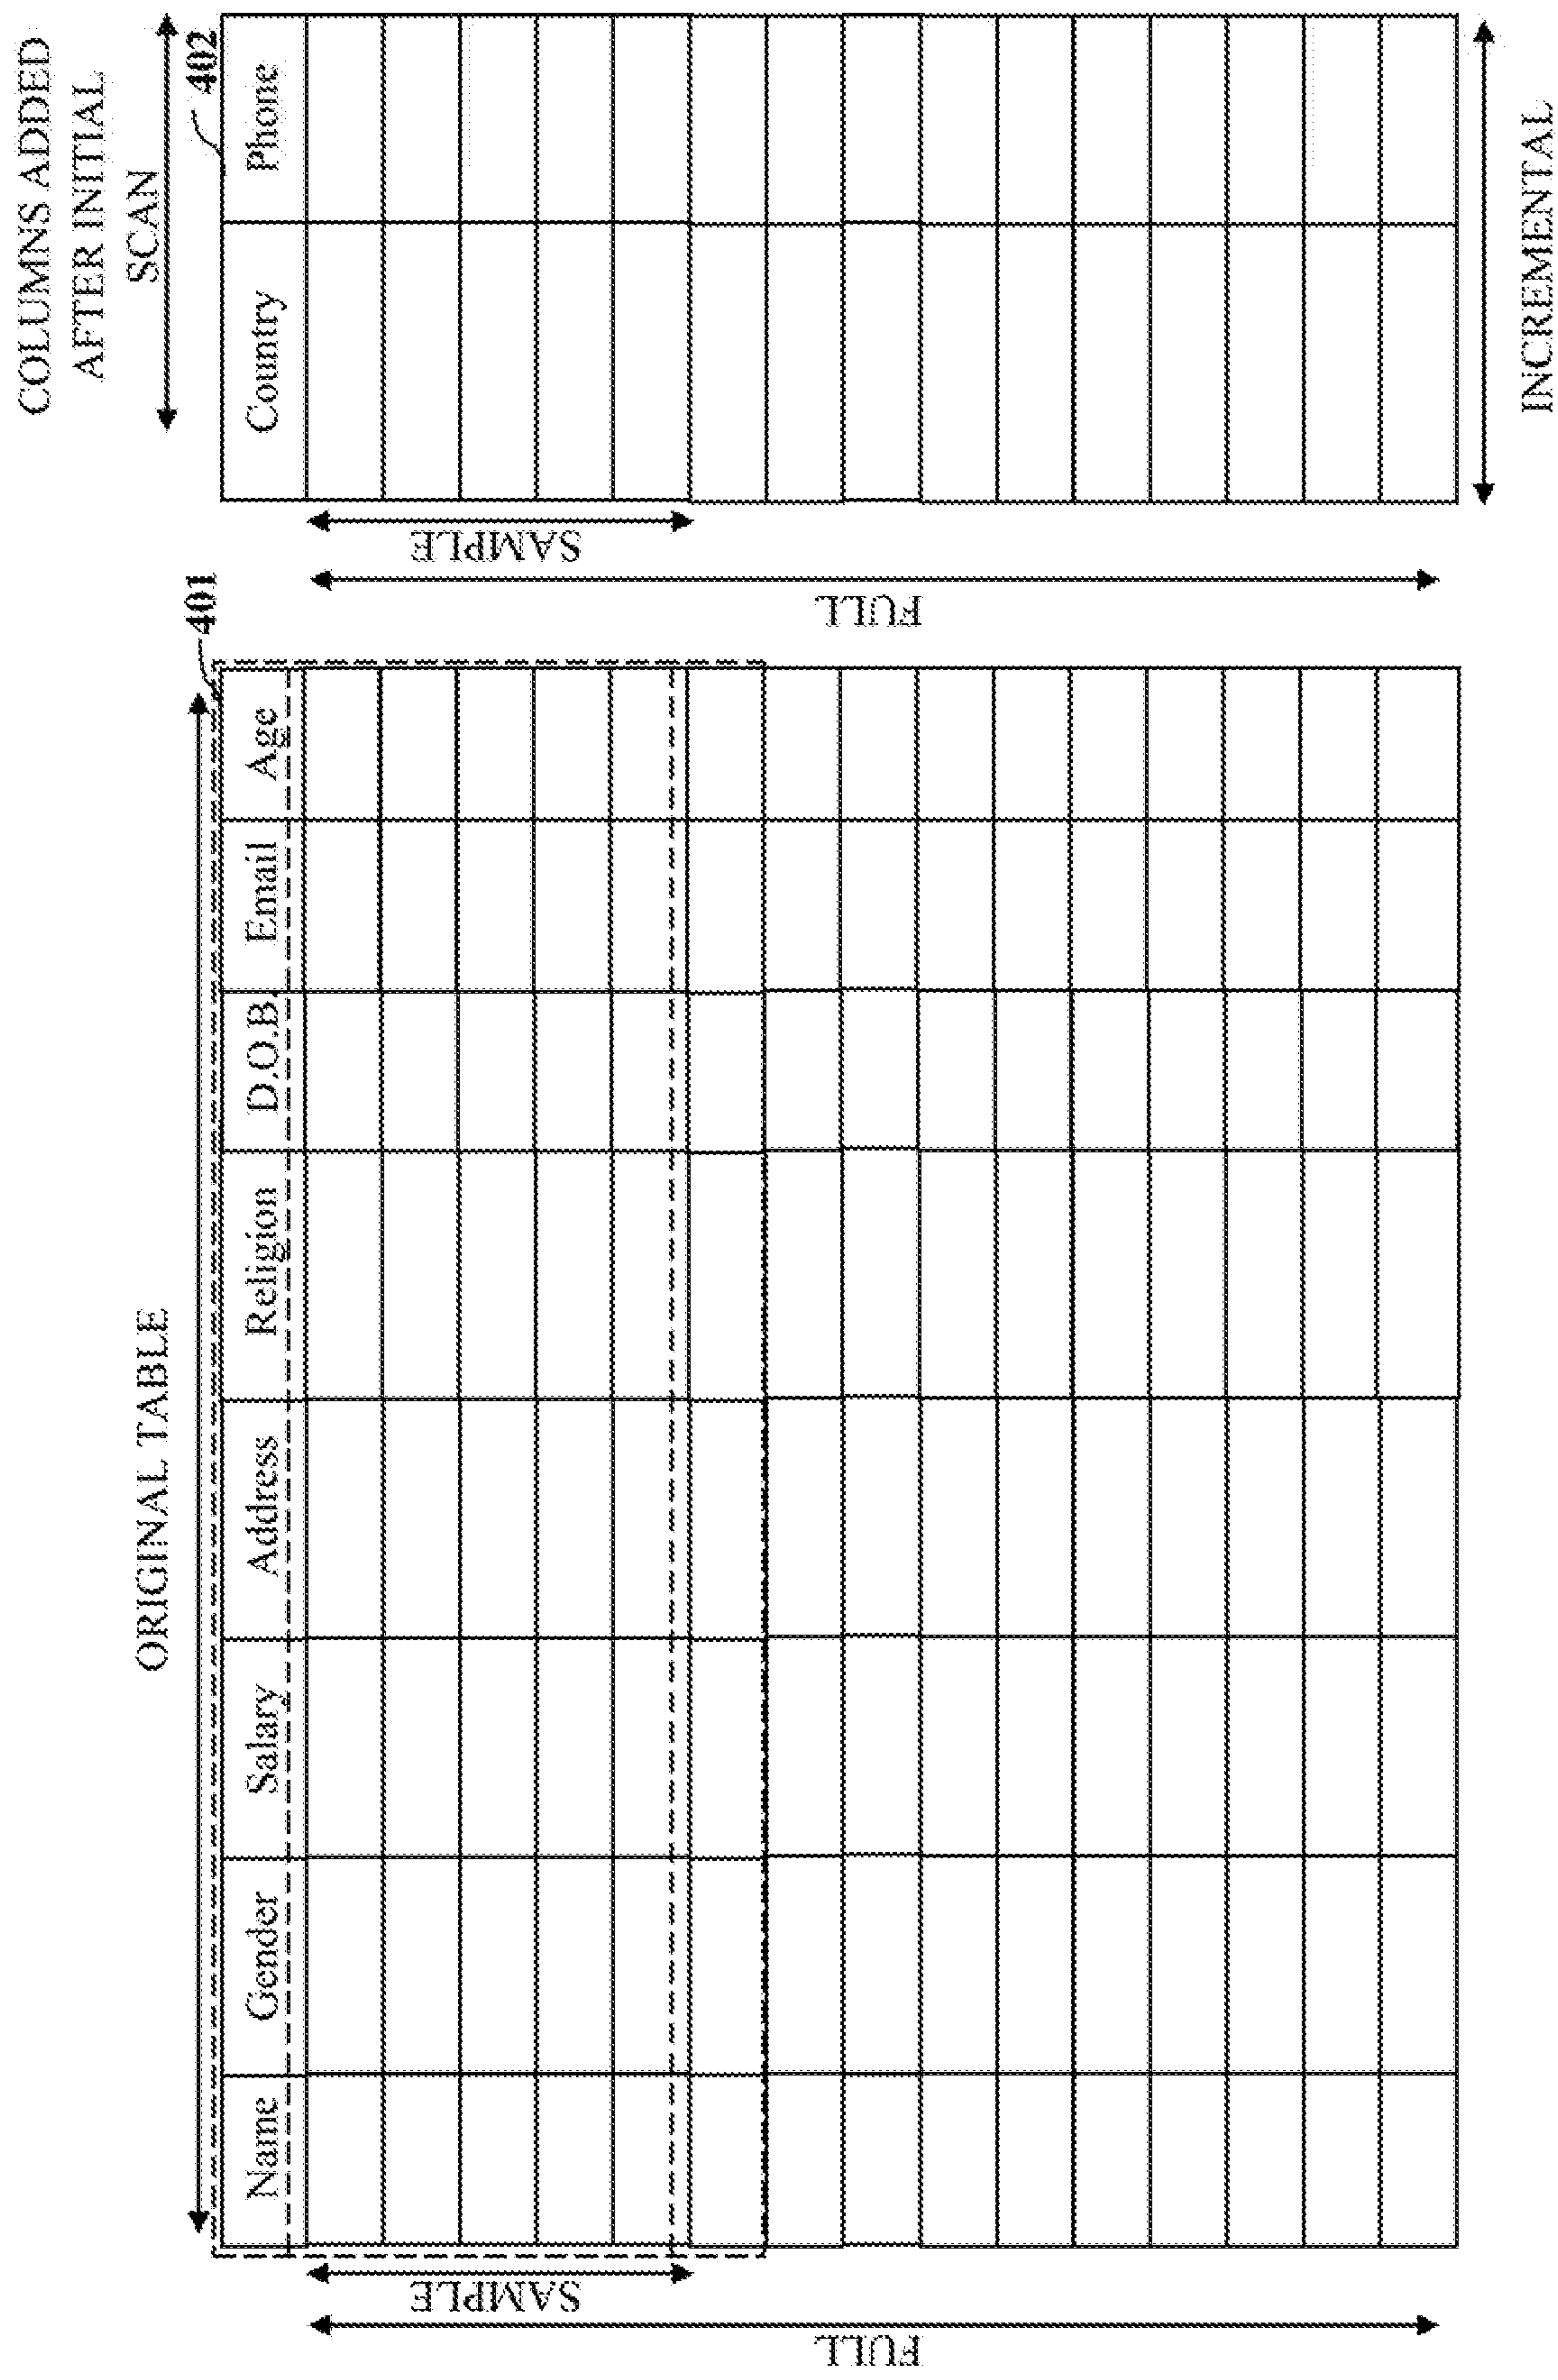 ORIGINAL TABLE
COLUMNS ADDED
AFTER INITIAL
SCAN
401
402
Name Gender Salary Address Religion D.O.B. Email Age
Country Phone
SAMPLE
FULL
SAMPLE
FULL
INCREMENTAL